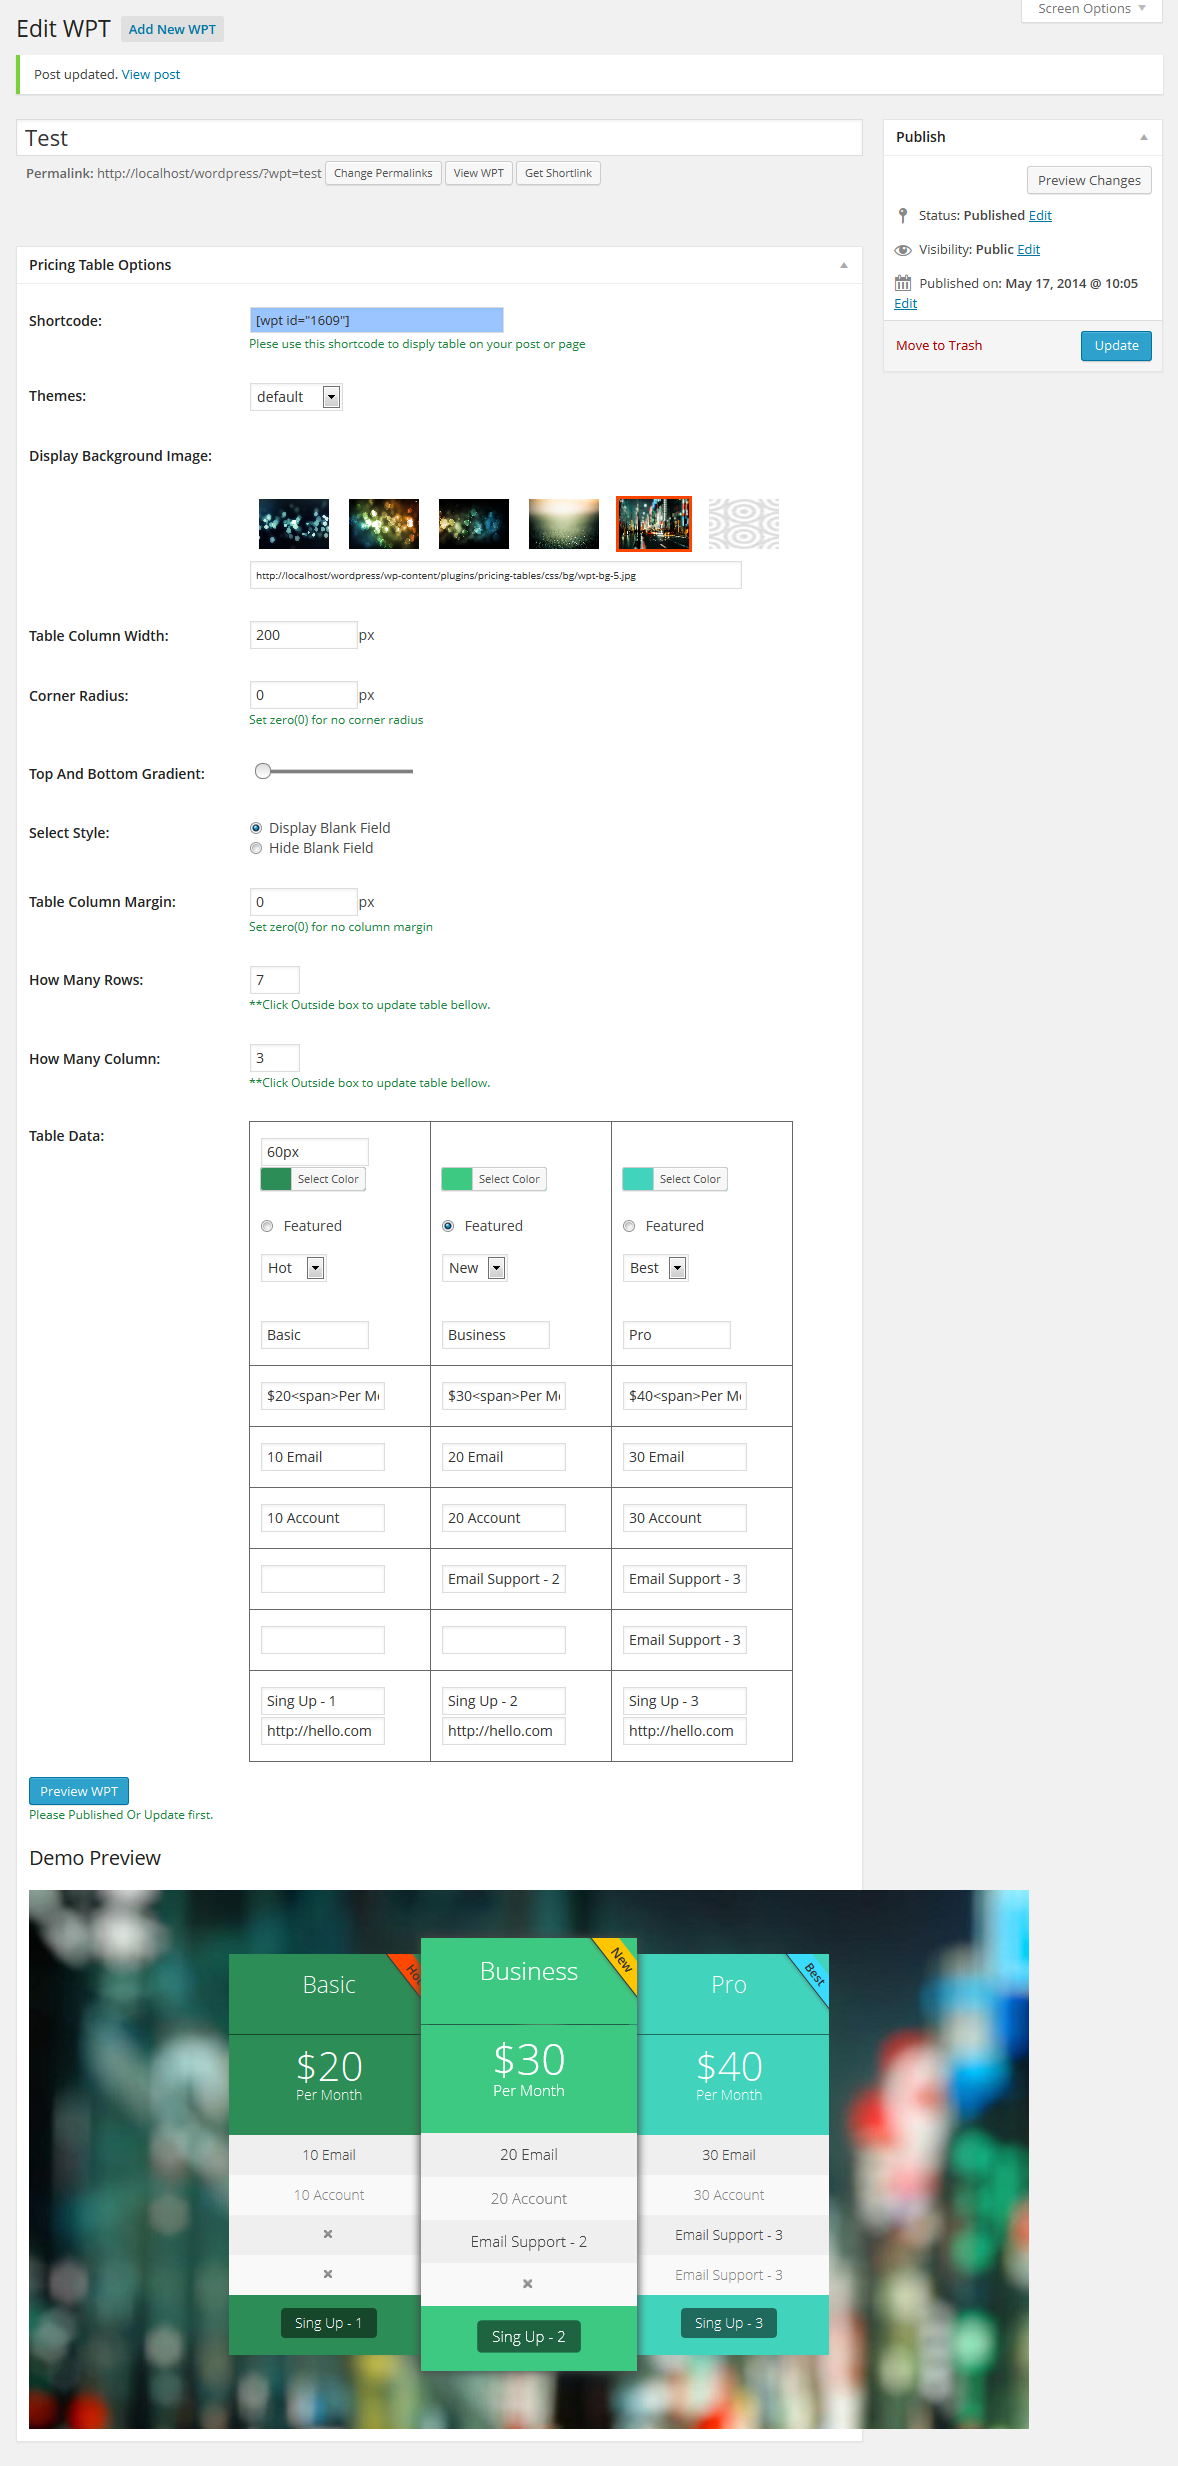 Screen Options
Edit WPT Add New WPT
Post updated. View post
Test
Permalink: http://localhost/wordpress/?wpt=test Change Permalinks View WPT Get Shortlink
Publish
Preview Changes
Status: Published Edit
Visibility: Public Edit
Published on: May 17, 2014 @ 10:05
Edit
Move to Trash Update
Pricing Table Options
Shortcode: [wpt id="1609"]
Plese use this shortcode to disply table on your post or page
Themes: default
Display Background Image:
http://localhost/wordpress/wp-content/plugins/pricing-tables/css/bg/wpt-bg-5.jpg
Table Column Width: 200 px
Corner Radius: 0 px
Set zero(0) for no corner radius
Top And Bottom Gradient:
Select Style: Display Blank Field
Hide Blank Field
Table Column Margin: 0 px
Set zero(0) for no column margin
How Many Rows: 7
**Click Outside box to update table bellow.
How Many Column: 3
**Click Outside box to update table bellow.
Table Data:
60px
Select Color Select Color Select Color
Featured Featured Featured
Hot New Best
Basic Business Pro
$20<span>Per M $30<span>Per M $40<span>Per M
10 Email 20 Email 30 Email
10 Account 20 Account 30 Account
Email Support - 2 Email Support - 3
Email Support - 3
Sing Up - 1 Sing Up - 2 Sing Up - 3
http://hello.com http://hello.com http://hello.com
Preview WPT
Please Published Or Update first.
Demo Preview
Basic Hot Business New Pro Best
$20 $30 $40
Per Month Per Month Per Month
10 Email 20 Email 30 Email
10 Account 20 Account 30 Account
Email Support - 2 Email Support - 3
Email Support - 3
Sing Up - 1 Sing Up - 2 Sing Up - 3